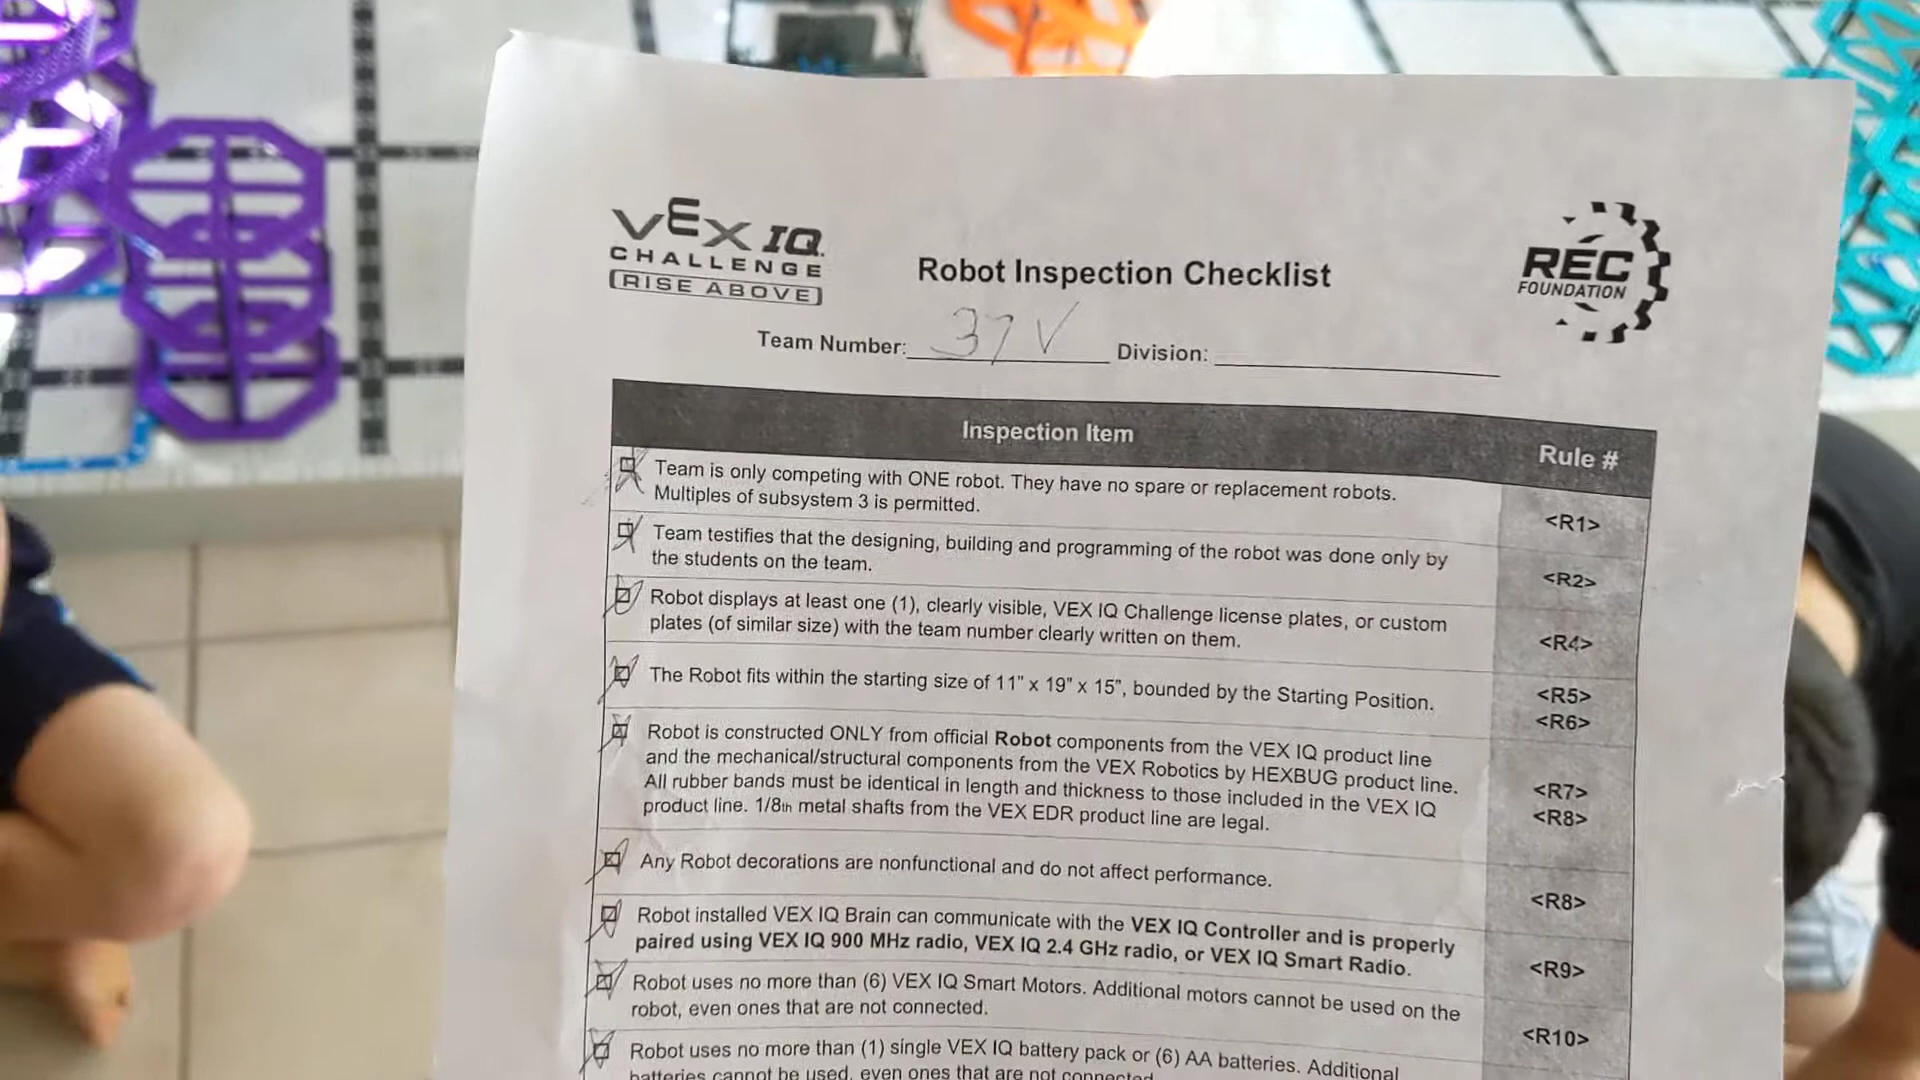 VEX IQ
CHALLENGE
RISE ABOVE
Robot Inspection Checklist
REC
FOUNDATION
Team Number: 37V Division:
Inspection Item Rule #
Team is only competing with ONE robot. They have no spare or replacement robots.
Multiples of subsystem 3 is permitted.
<R1>
Team testifies that the designing, building and programming of the robot was done only by
the students on the team.
<R2>
Robot displays at least one (1), clearly visible, VEX IQ Challenge license plates, or custom
plates (of similar size) with the team number clearly written on them.
<R4>
The Robot fits within the starting size of 11" x 19" x 15", bounded by the Starting Position.
<R5>
<R6>
Robot is constructed ONLY from official Robot components from the VEX IQ product line
and the mechanical/structural components from the VEX Robotics by HEXBUG product line.
All rubber bands must be identical in length and thickness to those included in the VEX IQ
product line. 1/8th metal shafts from the VEX EDR product line are legal.
<R7>
<R8>
Any Robot decorations are nonfunctional and do not affect performance.
<R8>
Robot installed VEX IQ Brain can communicate with the VEX IQ Controller and is properly
paired using VEX IQ 900 MHz radio, VEX IQ 2.4 GHz radio, or VEX IQ Smart Radio.
<R9>
Robot uses no more than (6) VEX IQ Smart Motors. Additional motors cannot be used on the
robot, even ones that are not connected.
<R10>
Robot uses no more than (1) single VEX IQ battery pack or (6) AA batteries. Additional
batteries cannot be used, even ones that are not connected.